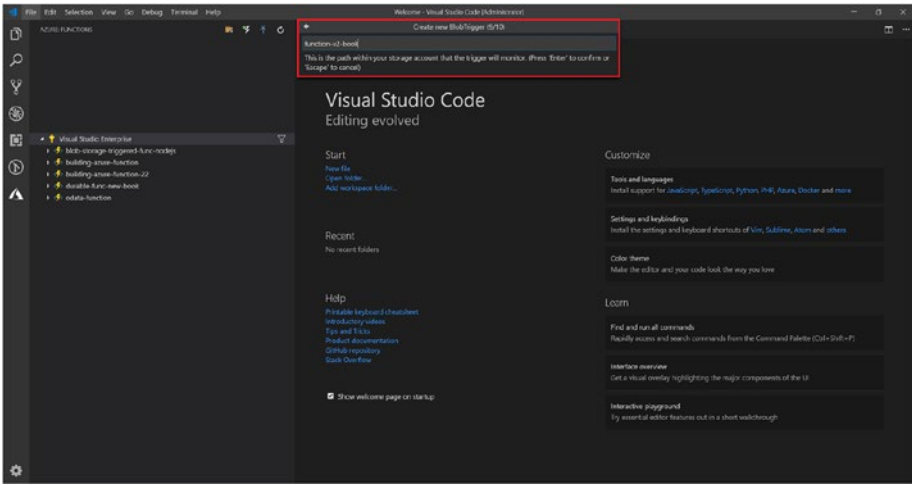 File Edit Selection View Go Debug Terminal Help
Welcome - Visual Studio Code [Administrator]
AZURE FUNCTIONS
Create new BlobTrigger (5/10)
function-v2-book
This is the path within your storage account that the trigger will monitor. (Press 'Enter' to confirm or
'Escape' to cancel)
Visual Studio Enterprise
blob-storage-triggered-func-nodejs
building-azure-function
building-azure-function-22
durable-func-new-book
odata-function
Visual Studio Code
Editing evolved
Start
New file
Open folder...
Add workspace folder...
Recent
No recent folders
Help
Printable keyboard cheatsheet
Introductory videos
Tips and Tricks
Product documentation
GitHub repository
Stack Overflow
Show welcome page on startup
Customize
Tools and languages
Install support for JavaScript, TypeScript, Python, PHP, Azure, Docker and more
Settings and keybindings
Install the settings and keyboard shortcuts of Vim, Sublime, Atom and others
Color theme
Make the editor and your code look the way you love
Learn
Find and run all commands
Rapidly access and search commands from the Command Palette (Ctrl+Shift+P)
Interface overview
Get a visual overlay highlighting the major components of the UI
Interactive playground
Try essential editor features out in a short walkthrough